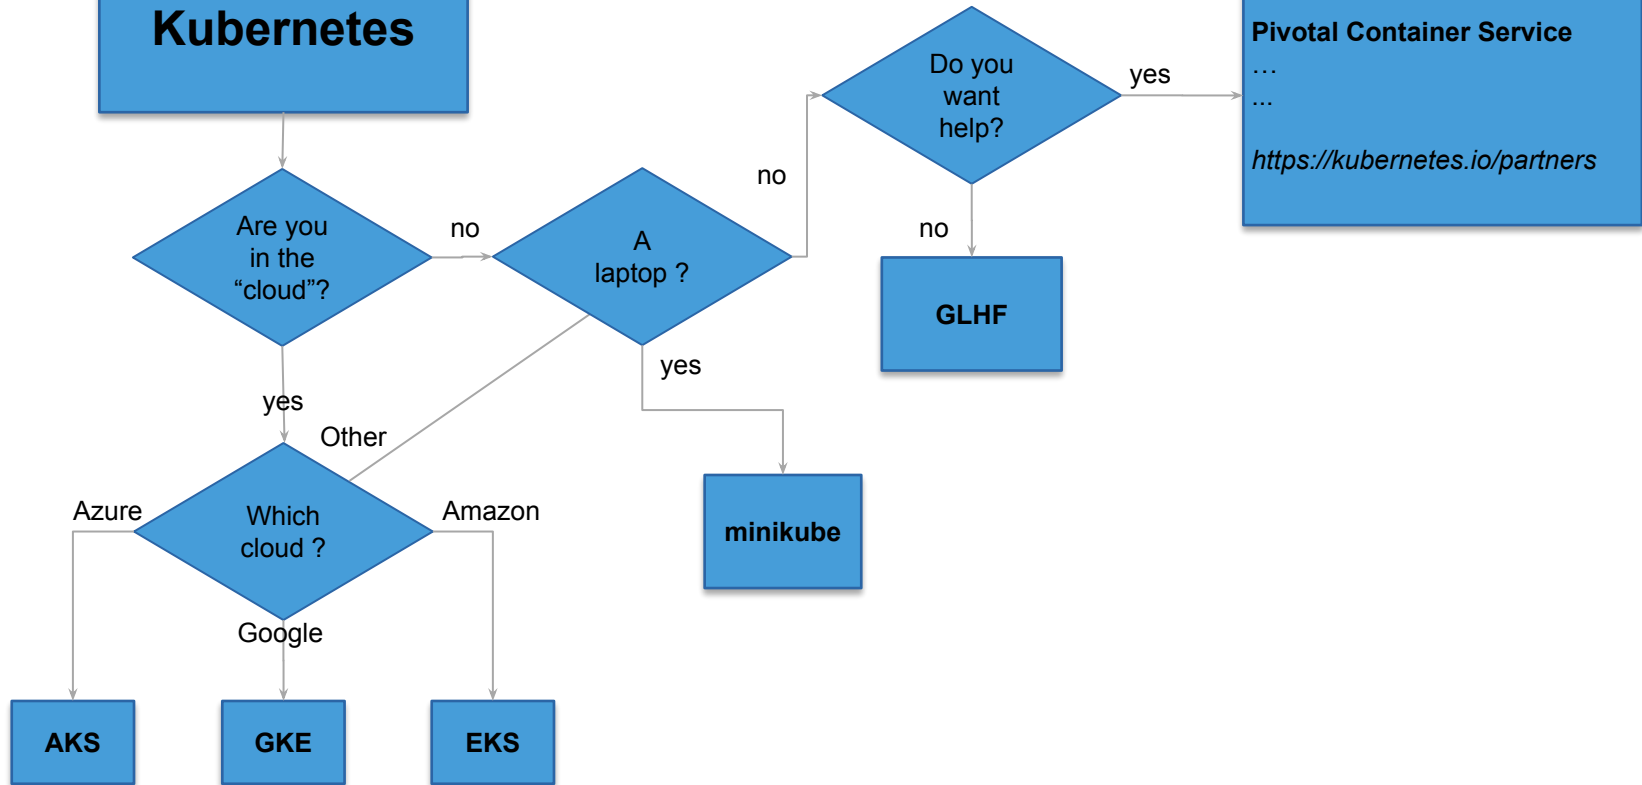 Kubernetes
Do you
want
help?
yes
Pivotal Container Service
…
...
https://kubernetes.io/partners
no
Are you
in the
“cloud”?
no
A
laptop ?
no
GLHF
yes
yes
Other
Azure
Which
cloud ?
Amazon
minikube
Google
AKS
GKE
EKS